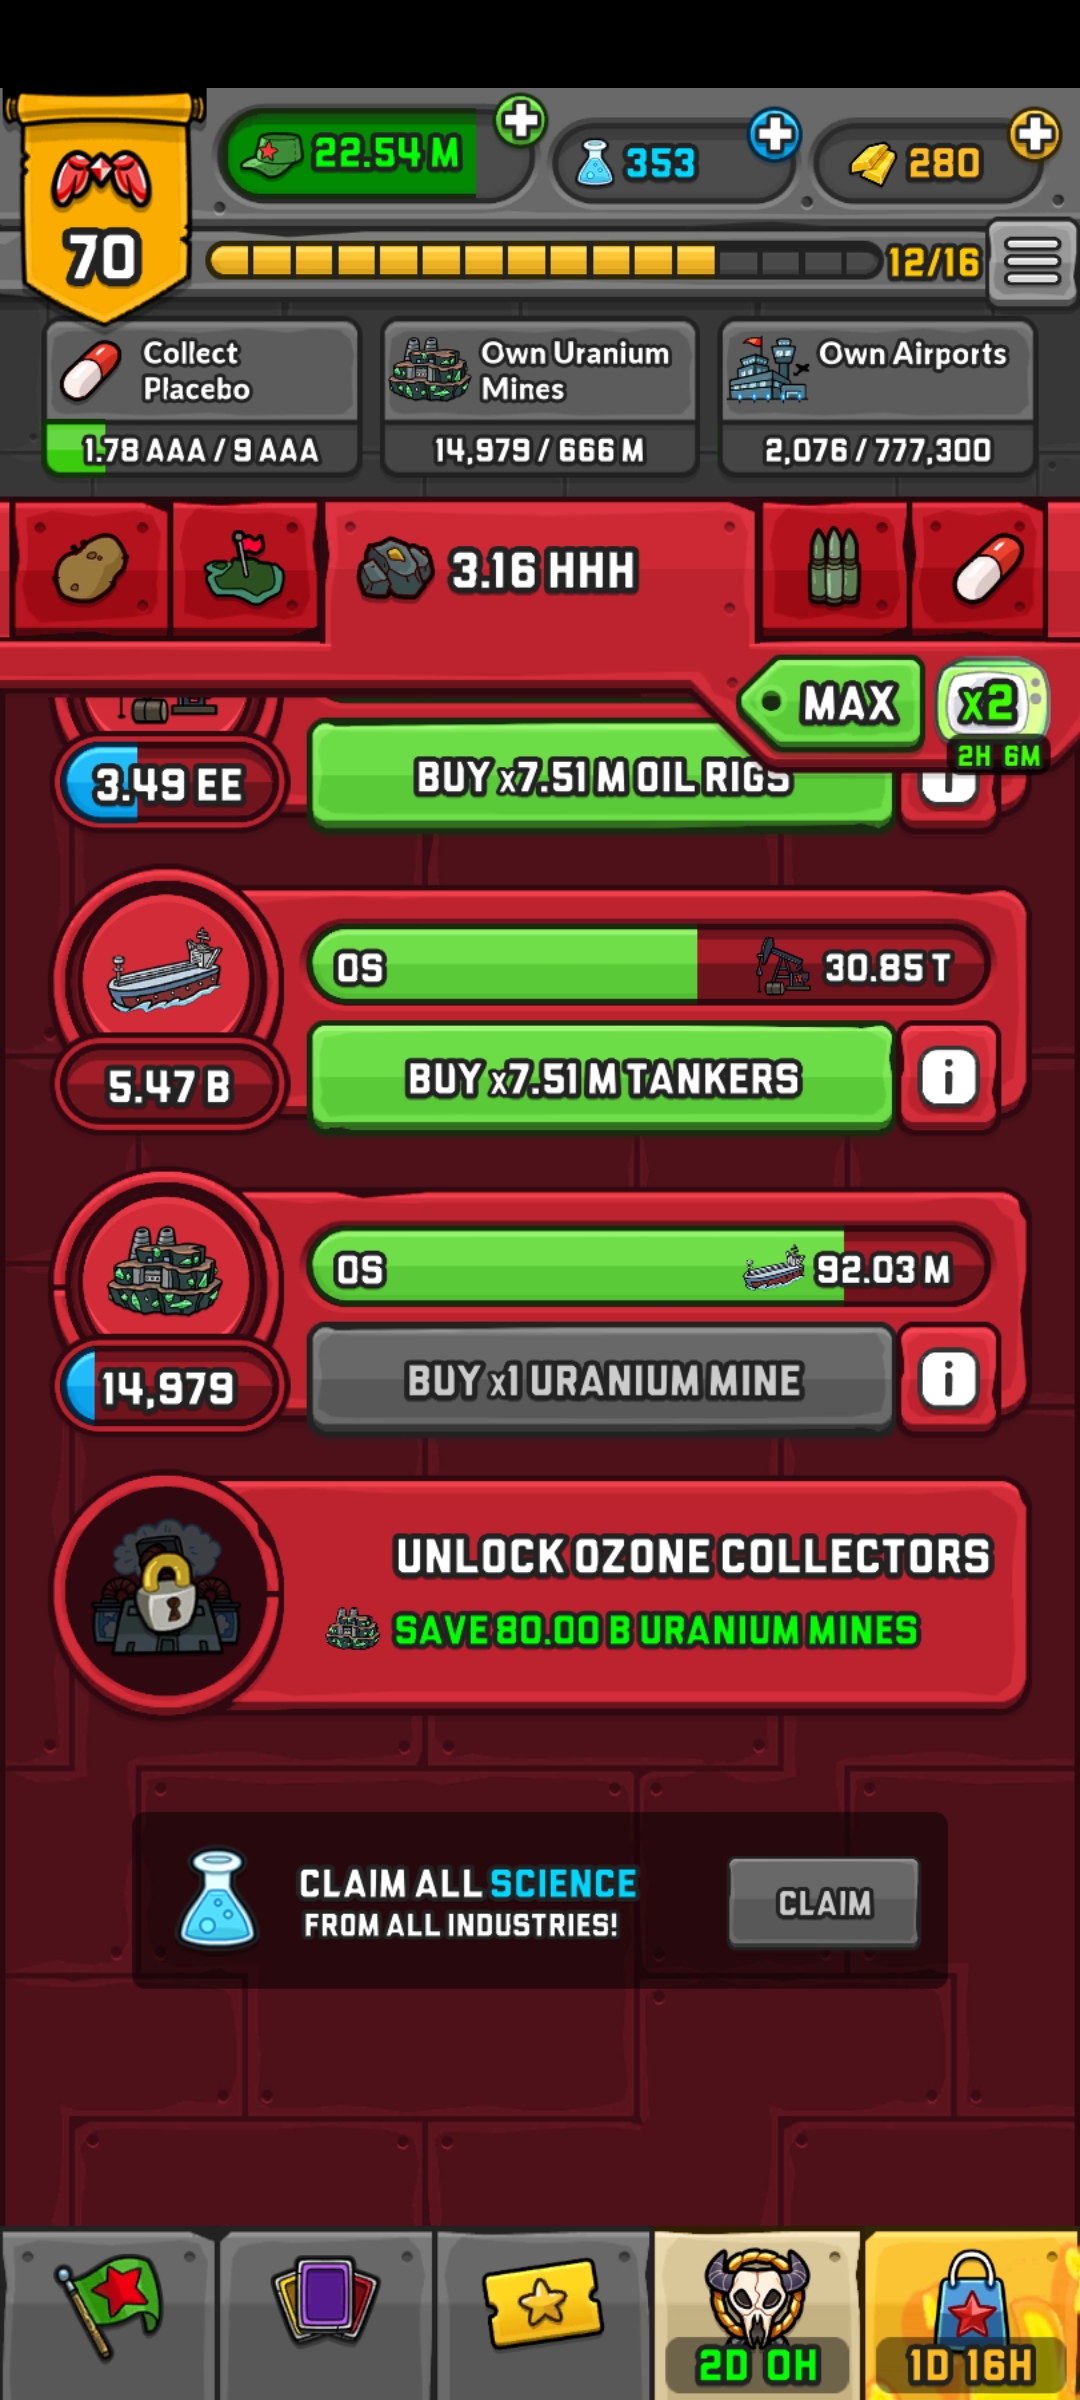 22.54 M
353
280
70
12/16
Collect
Placebo
1.78 AAA / 9 AAA
Own Uranium
Mines
14,979 / 666 M
Own Airports
2,076 / 777,300
3.16 HHH
MAX
x2
2H 6M
3.49 EE
BUY x7.51 M OIL RIGS
0S
30.85 T
5.47 B
BUY x7.51 M TANKERS
i
0S
92.03 M
14,979
BUY x1 URANIUM MINE
i
UNLOCK OZONE COLLECTORS
SAVE 80.00 B URANIUM MINES
CLAIM ALL SCIENCE
FROM ALL INDUSTRIES!
CLAIM
2D 0H
1D 16H